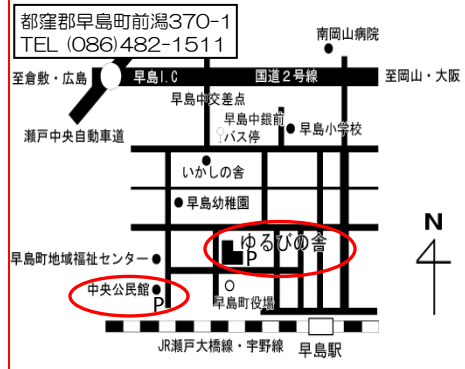 都窪郡早島町前潟370-1
TEL (086)482-1511
南岡山病院
至倉敷・広島
早島I.C
国道2号線
至岡山・大阪
早島中交差点
早島中銀前
バス停
早島小学校
瀬戸中央自動車道
いかしの舎
早島幼稚園
ゆるびの舎
P
早島町地域福祉センター
中央公民館
P
早島町役場
N
JR瀬戸大橋線・宇野線
早島駅